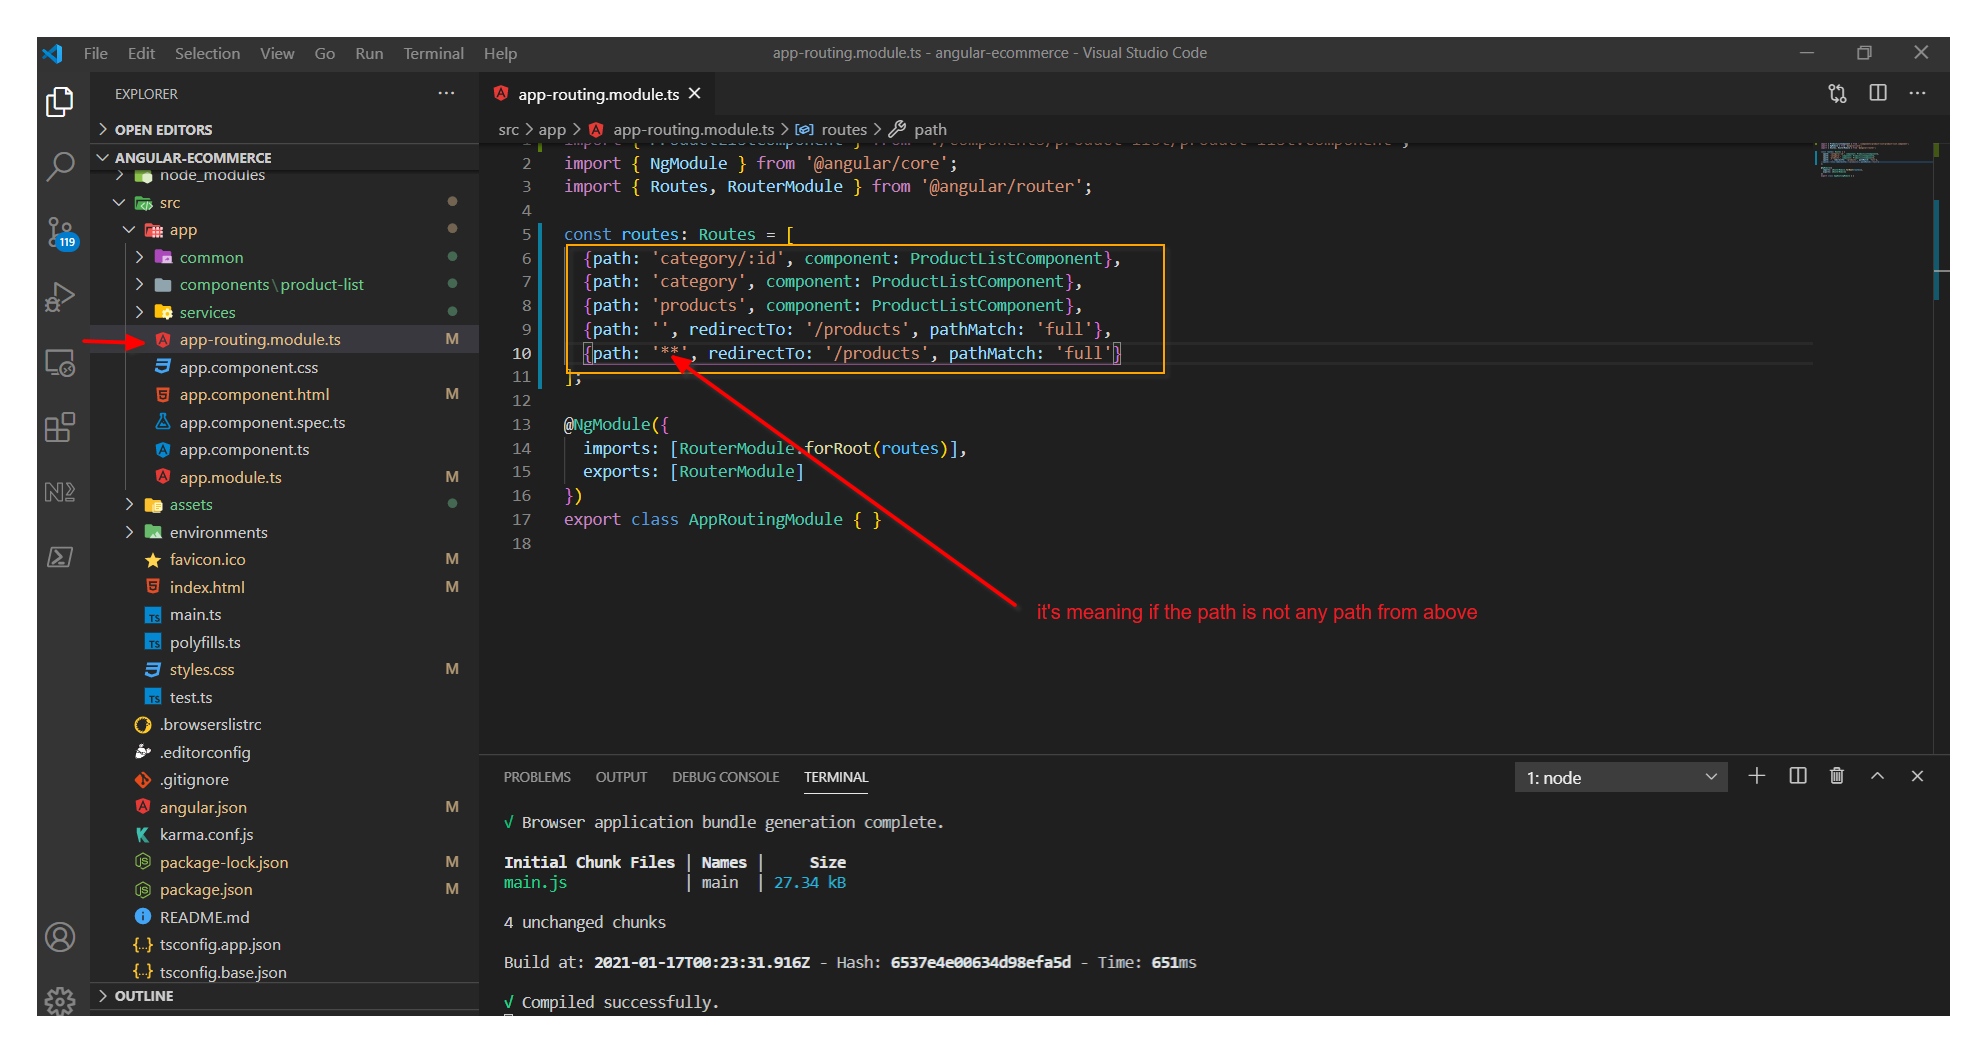 File Edit Selection View Go Run Terminal Help
app-routing.module.ts - angular-ecommerce - Visual Studio Code
EXPLORER
OPEN EDITORS
ANGULAR-ECOMMERCE
node_modules
src
app
common
components\product-list
services
app-routing.module.ts M
app.component.css
app.component.html M
app.component.spec.ts
app.component.ts
app.module.ts M
assets
environments
favicon.ico M
index.html M
main.ts
polyfills.ts
styles.css M
test.ts
.browserslistrc
.editorconfig
.gitignore
angular.json M
karma.conf.js
package-lock.json M
package.json M
README.md
tsconfig.app.json
tsconfig.base.json
OUTLINE
119
app-routing.module.ts
src > app > app-routing.module.ts > routes > path
1 import { ProductListComponent } from './components/product-list/product-list.component';
2 import { NgModule } from '@angular/core';
3 import { Routes, RouterModule } from '@angular/router';
4
5 const routes: Routes = [
6 {path: 'category/:id', component: ProductListComponent},
7 {path: 'category', component: ProductListComponent},
8 {path: 'products', component: ProductListComponent},
9 {path: '', redirectTo: '/products', pathMatch: 'full'},
10 {path: '**', redirectTo: '/products', pathMatch: 'full'}
11 ];
12
13 @NgModule({
14 imports: [RouterModule.forRoot(routes)],
15 exports: [RouterModule]
16 })
17 export class AppRoutingModule { }
18
it's meaning if the path is not any path from above
PROBLEMS OUTPUT DEBUG CONSOLE TERMINAL
1: node
√ Browser application bundle generation complete.
Initial Chunk Files | Names | Size
main.js | main | 27.34 kB
4 unchanged chunks
Build at: 2021-01-17T00:23:31.916Z - Hash: 6537e4e00634d98efa5d - Time: 651ms
√ Compiled successfully.